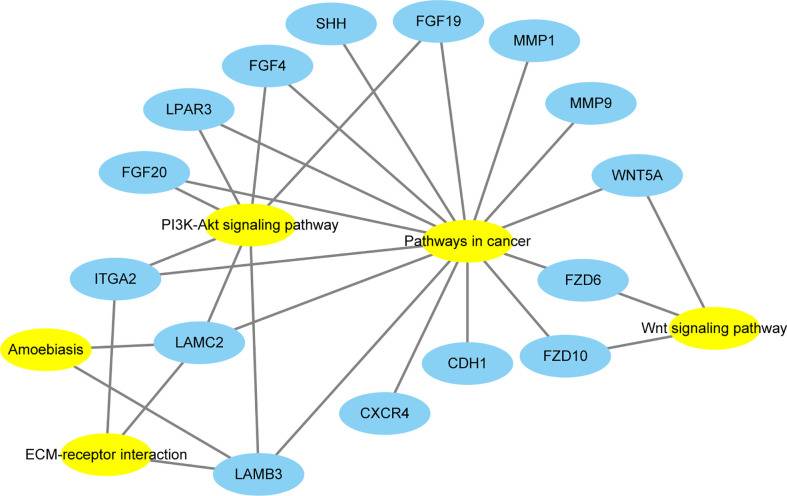 SHH
FGF19
MMP1
FGF4
MMP9
LPAR3
FGF20
WNT5A
PI3K-Akt signaling pathway
Pathways in cancer
ITGA2
FZD6
Wnt signaling pathway
Amoebiasis
LAMC2
FZD10
CDH1
CXCR4
ECM-receptor interaction
LAMB3